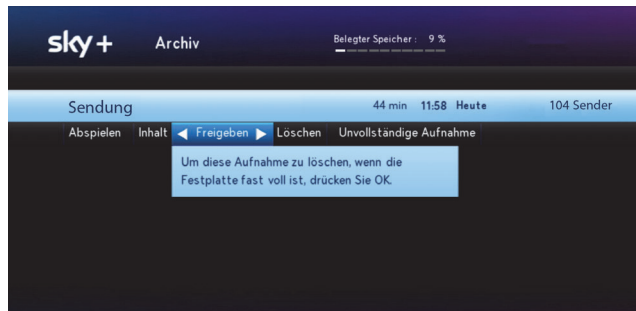 sky+ Archiv Belegter Speicher : 9 %
Sendung 44 min 11:58 Heute 104 Sender
Abspielen Inhalt Freigeben Löschen Unvollständige Aufnahme
Um diese Aufnahme zu löschen, wenn die
Festplatte fast voll ist, drücken Sie OK.